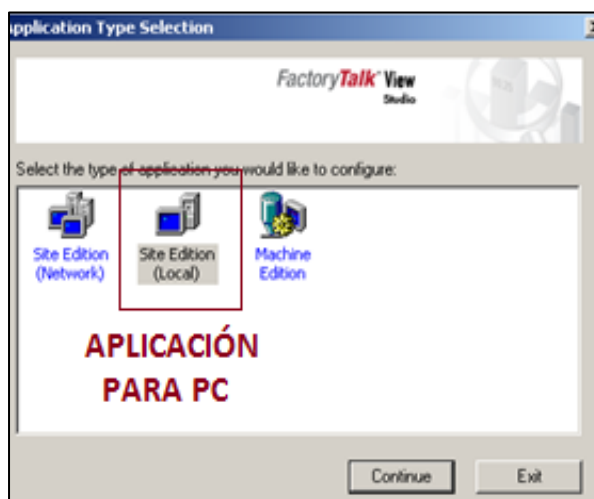 Application Type Selection
FactoryTalk View
Studio
Select the type of application you would like to configure:
Site Edition
(Network)
Site Edition
(Local)
Machine
Edition
APLICACIÓN
PARA PC
Continue
Exit